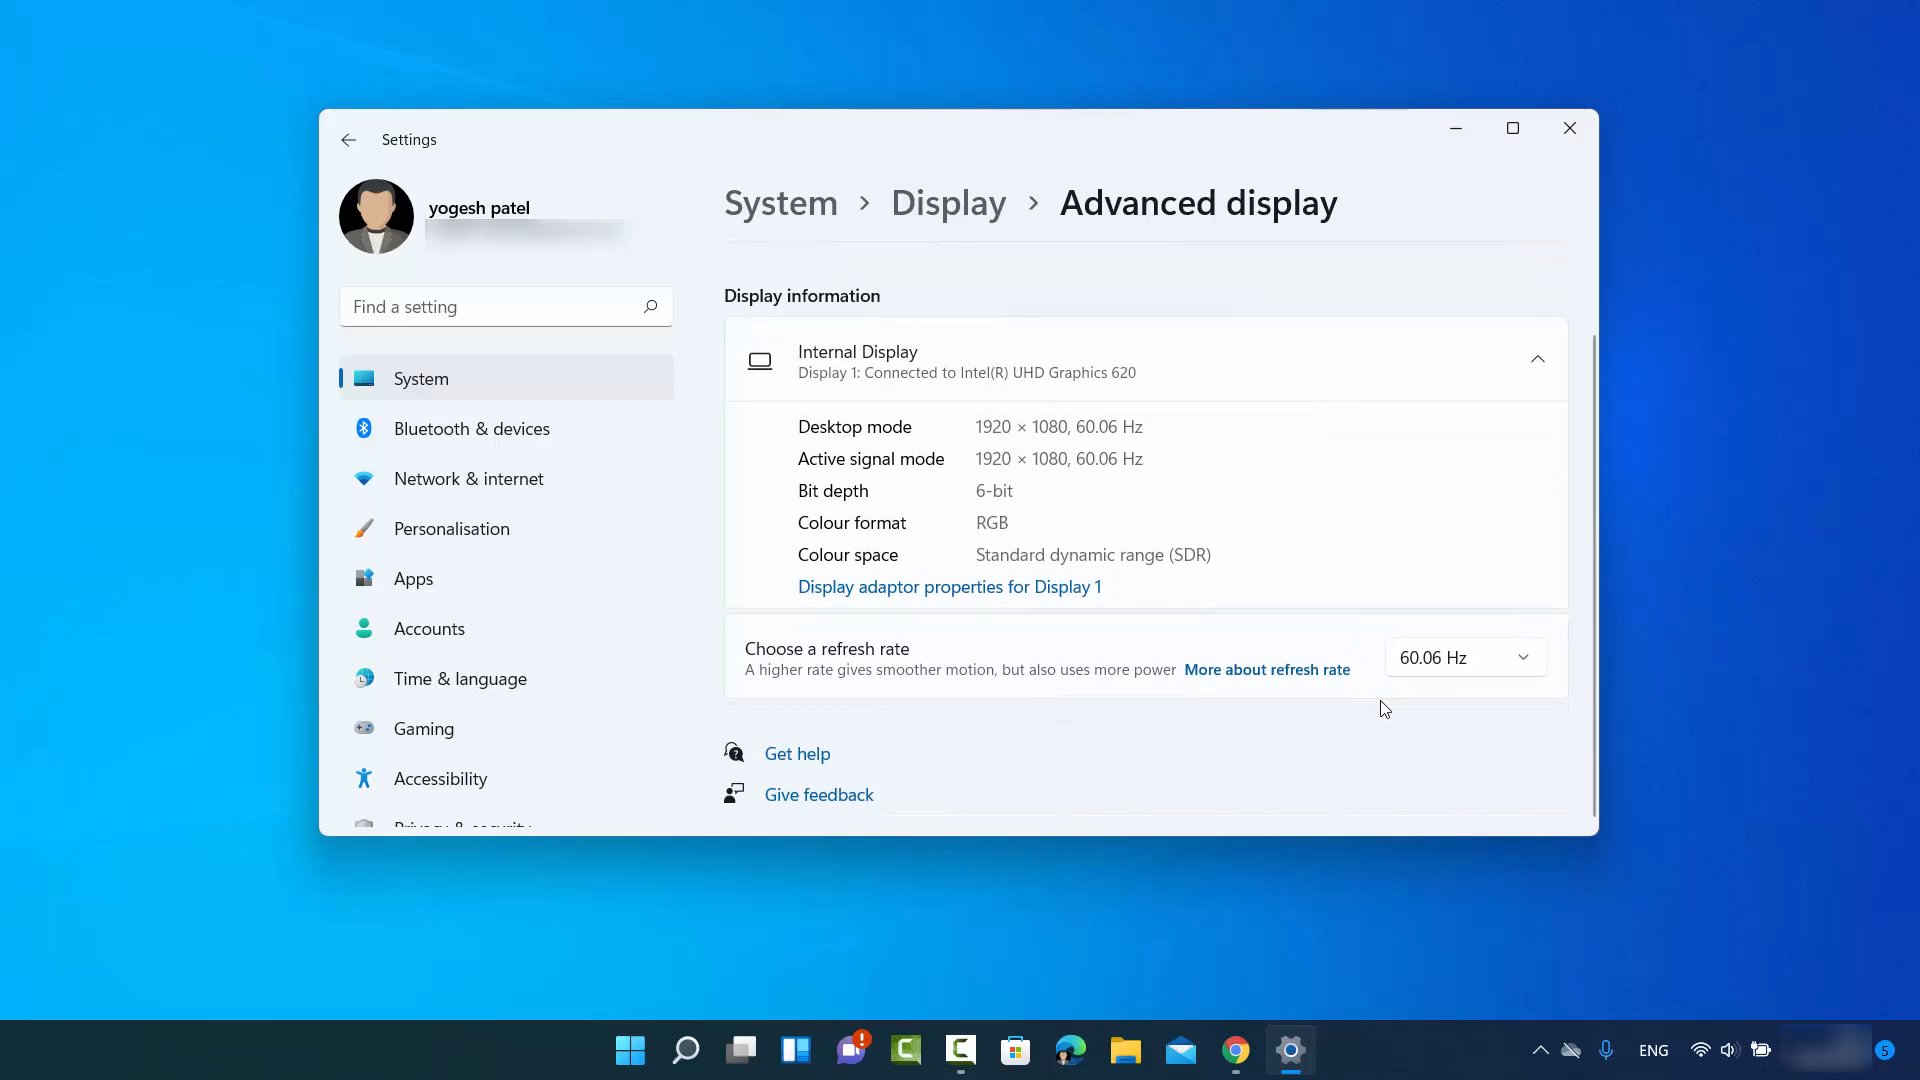 Settings
yogesh patel
Find a setting
System
Bluetooth & devices
Network & internet
Personalisation
Apps
Accounts
Time & language
Gaming
Accessibility
Privacy & security
System > Display > Advanced display
Display information
Internal Display
Display 1: Connected to Intel(R) UHD Graphics 620
Desktop mode 1920 × 1080, 60.06 Hz
Active signal mode 1920 × 1080, 60.06 Hz
Bit depth 6-bit
Colour format RGB
Colour space Standard dynamic range (SDR)
Display adaptor properties for Display 1
Choose a refresh rate
A higher rate gives smoother motion, but also uses more power More about refresh rate
60.06 Hz
Get help
Give feedback
ENG
5